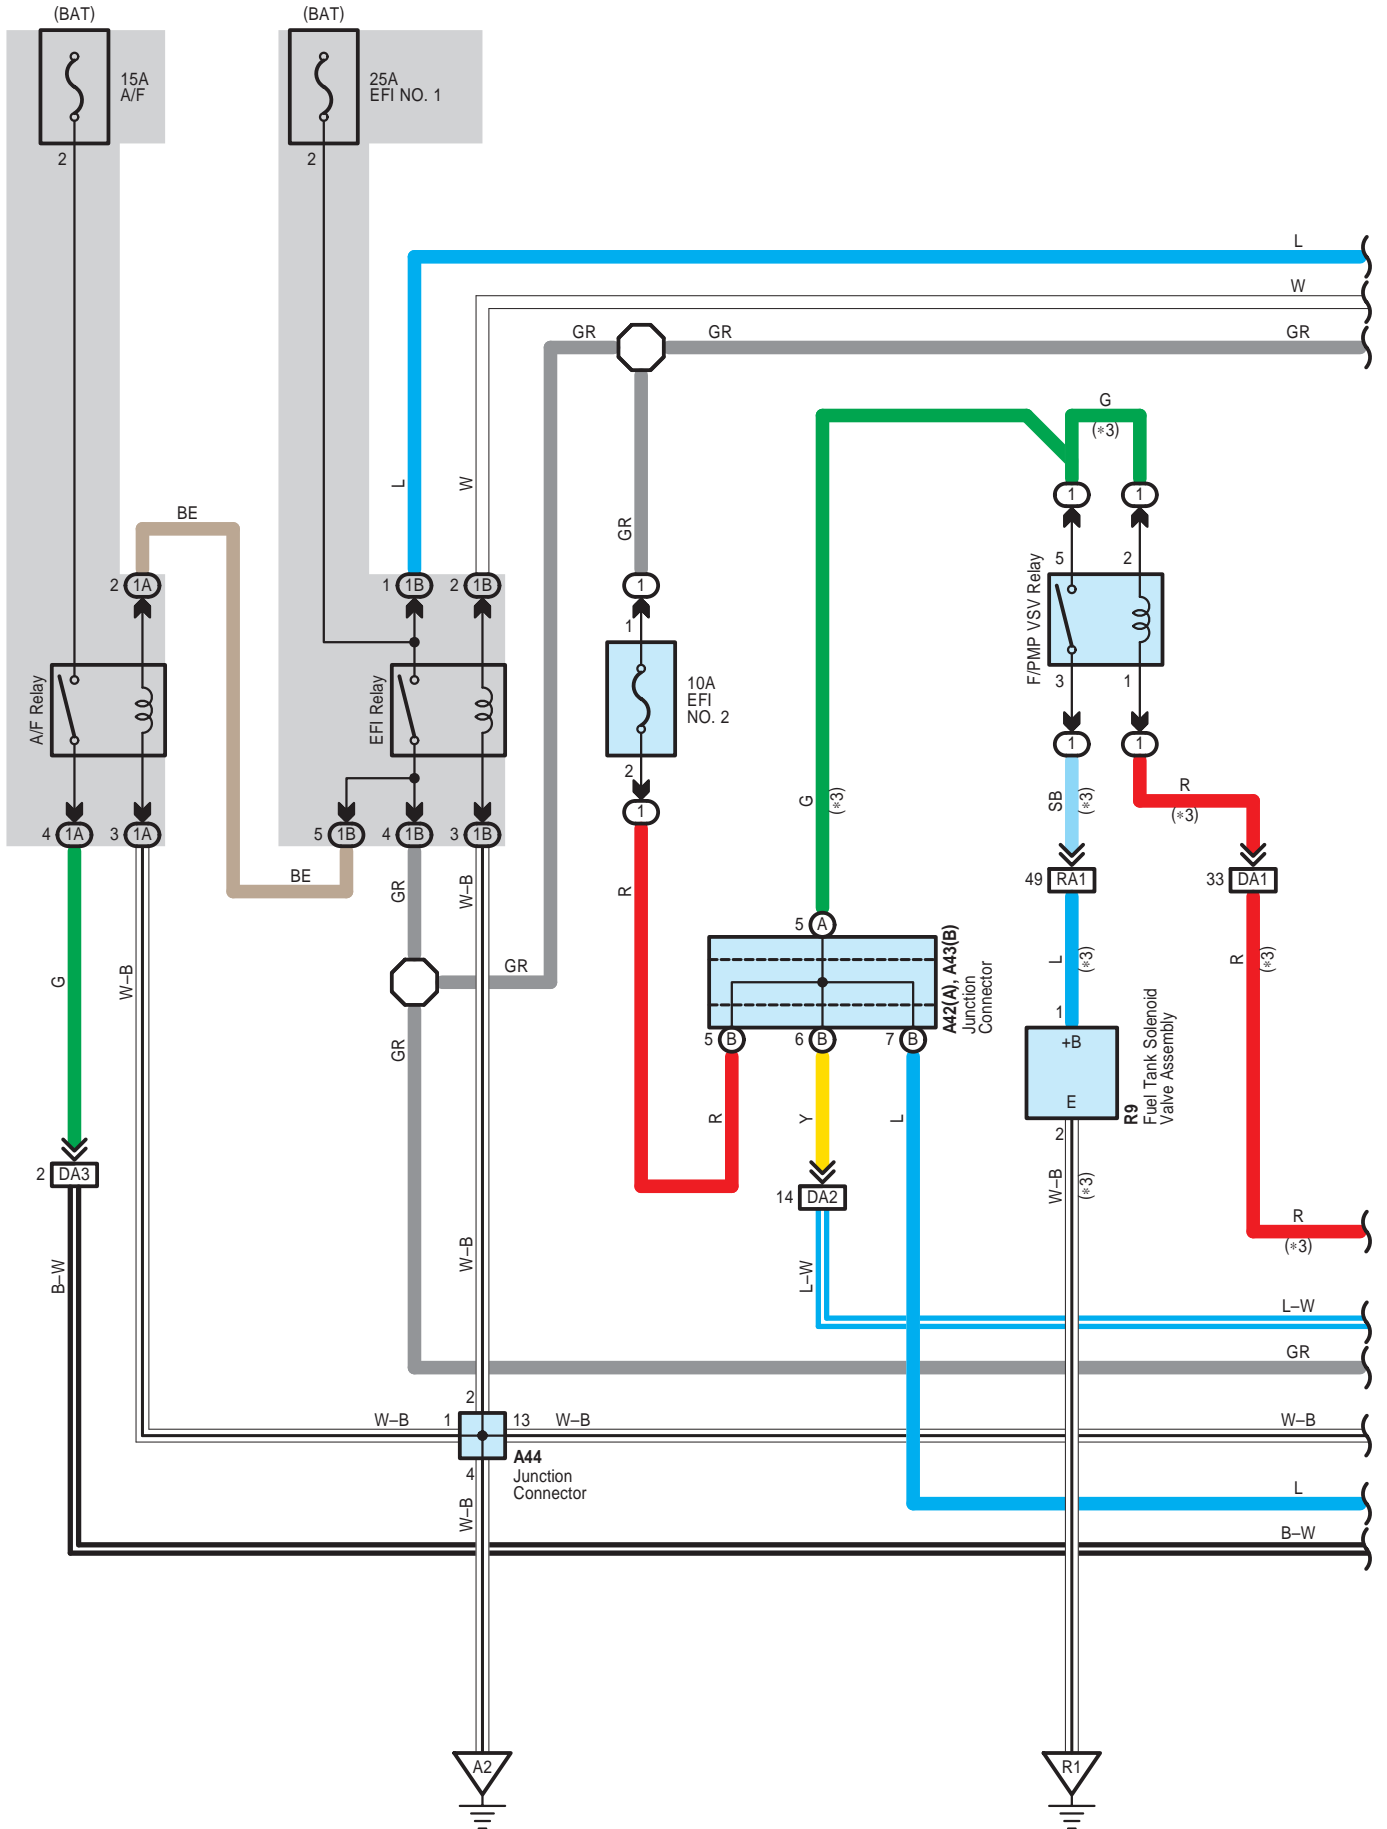 (BAT)
(BAT)
15A
A/F
25A
EFI NO. 1
2
2
L
W
GR
GR
GR
G
(∗3)
L
W
GR
BE
1
1
5
2
2
1A
1
1B
2
1B
1
1
F/PMP VSV Relay
A/F Relay
EFI Relay
10A
EFI
NO. 2
3
1
1
1
2
1
SB
(∗3)
R
(∗3)
G
(∗3)
4
1A
3
1A
5
1B
4
1B
3
1B
BE
GR
W–B
R
49
RA1
33
DA1
5
A
G
W–B
GR
L
(∗3)
R
(∗3)
A42(A), A43(B)
Junction
Connector
GR
5
B
6
B
7
B
1
+B
E
R9
Fuel Tank Solenoid
Valve Assembly
R
Y
L
2
2
DA3
14
DA2
W–B
(∗3)
R
(∗3)
B–W
W–B
L–W
L–W
GR
2
W–B
1
13
W–B
W–B
A44
Junction
Connector
4
W–B
L
B–W
A2
R1